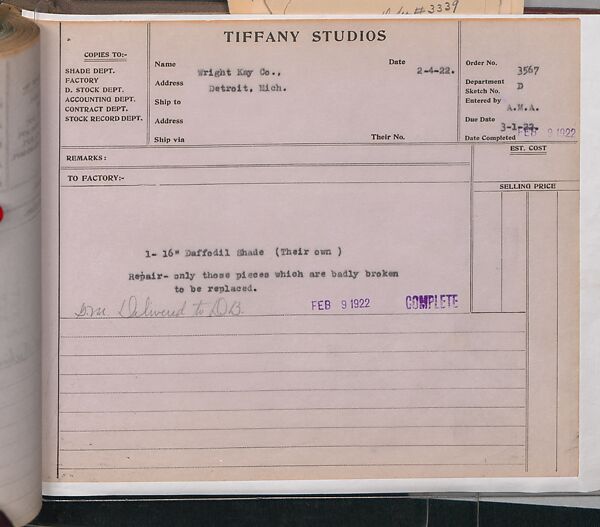 #3339
TIFFANY STUDIOS
COPIES TO:-
SHADE DEPT.
FACTORY
D. STOCK DEPT.
ACCOUNTING DEPT.
CONTRACT DEPT.
STOCK RECORD DEPT.
Name Wright Kay Co., Date 2-4-22.
Address Detroit, Mich.
Ship to
Address
Ship via Their No.
Order No. 3567
Department D
Sketch No.
Entered by A.M.A.
Due Date 3-1-22.
Date Completed FEB 9 1922
REMARKS:
EST. COST
TO FACTORY:-
SELLING PRICE
1- 16" Daffodil Shade (Their own )
Repair- only those pieces which are badly broken
to be replaced.
Delivered to DB. FEB 9 1922 COMPLETE